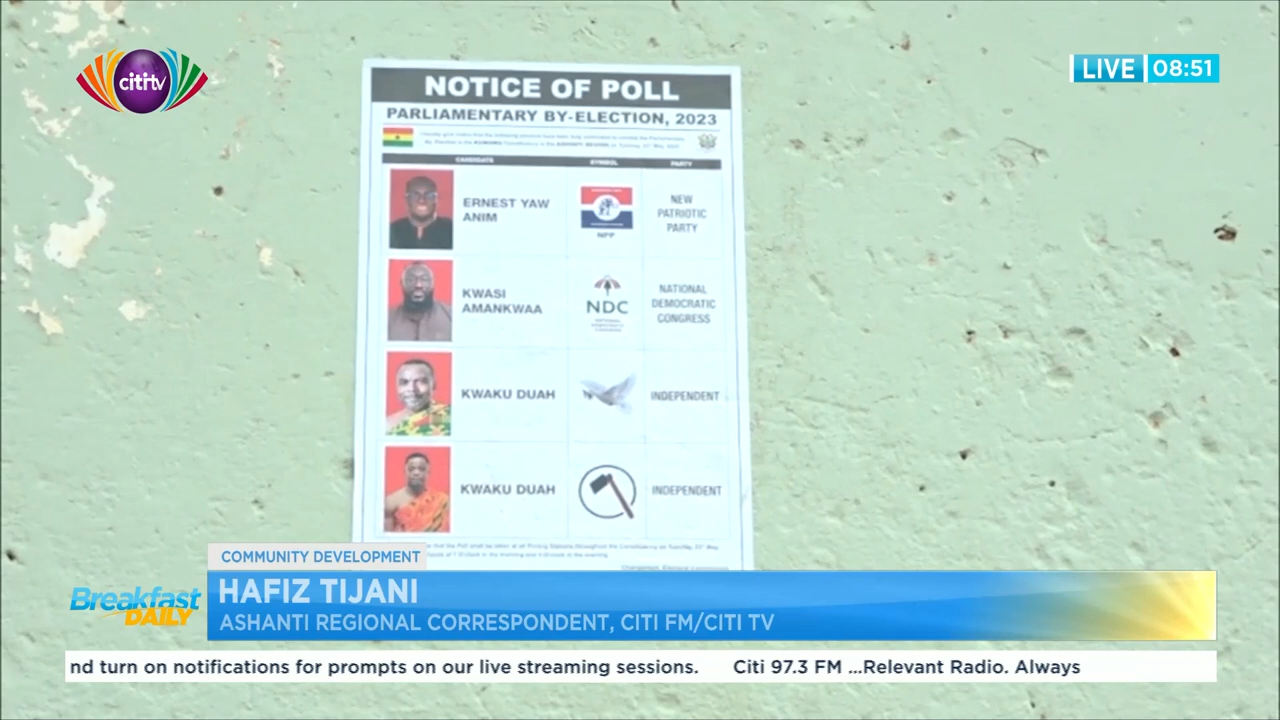 citi tv
LIVE 08:51
NOTICE OF POLL
PARLIAMENTARY BY-ELECTION, 2023
CANDIDATE SYMBOL PARTY
ERNEST YAW
ANIM
NPP
NEW
PATRIOTIC
PARTY
KWASI
AMANKWAA
NDC
NATIONAL
DEMOCRATIC
CONGRESS
KWAKU DUAH
INDEPENDENT
KWAKU DUAH
INDEPENDENT
COMMUNITY DEVELOPMENT
Breakfast
DAILY
HAFIZ TIJANI
ASHANTI REGIONAL CORRESPONDENT, CITI FM/CITI TV
nd turn on notifications for prompts on our live streaming sessions. Citi 97.3 FM ...Relevant Radio. Always